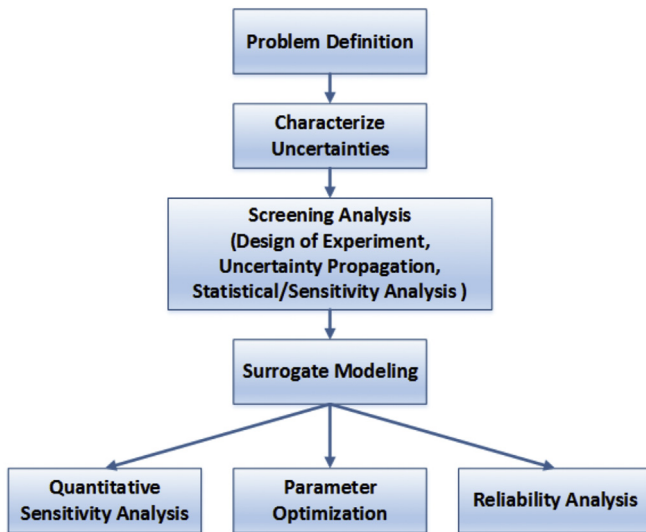 Problem Definition
Characterize
Uncertainties
Screening Analysis
(Design of Experiment,
Uncertainty Propagation,
Statistical/Sensitivity Analysis )
Surrogate Modeling
Quantitative
Sensitivity Analysis
Parameter
Optimization
Reliability Analysis